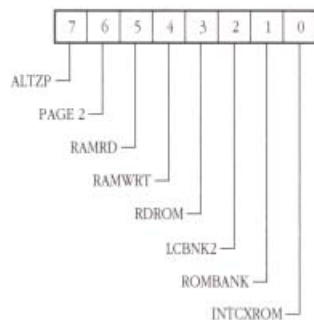 7 6 5 4 3 2 1 0
ALTZP
PAGE 2
RAMRD
RAMWRT
RDROM
LCBNK2
ROMBANK
INTCXROM